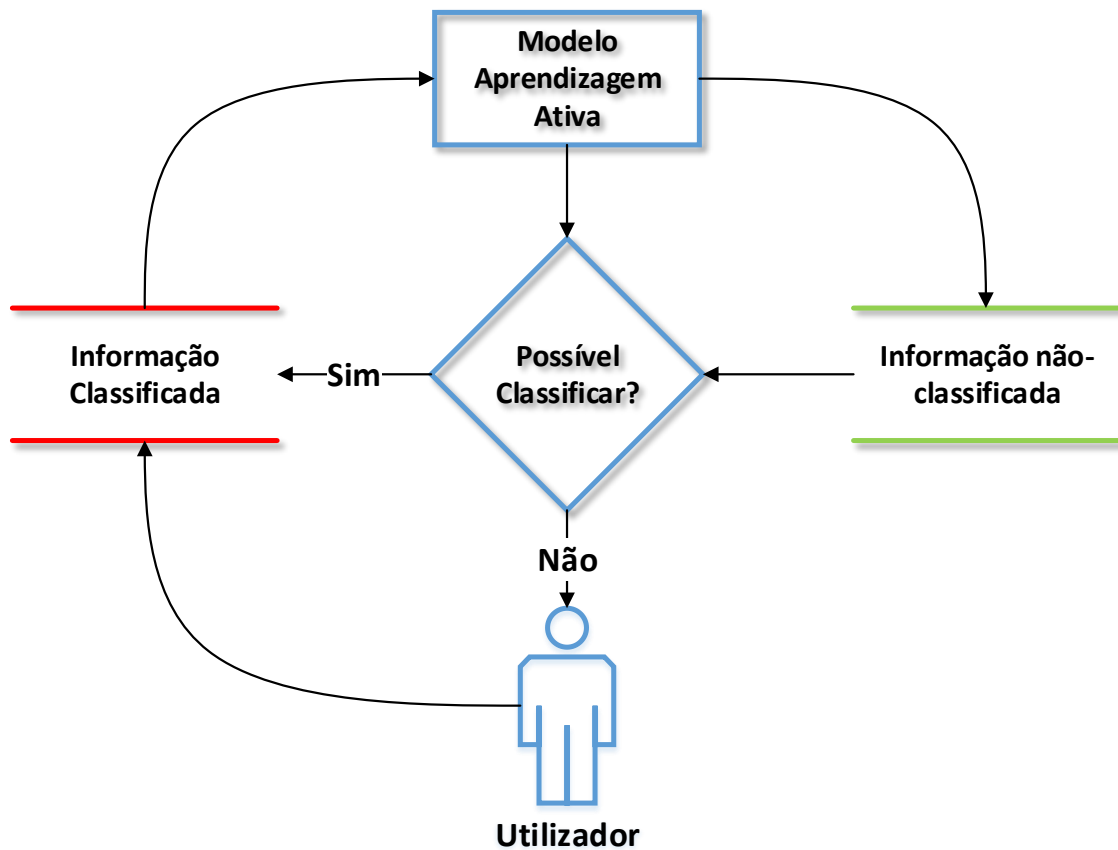 Modelo
Aprendizagem
Ativa
Informação
Classificada
Sim
Possível
Classificar?
Informação não-
classificada
Não
Utilizador